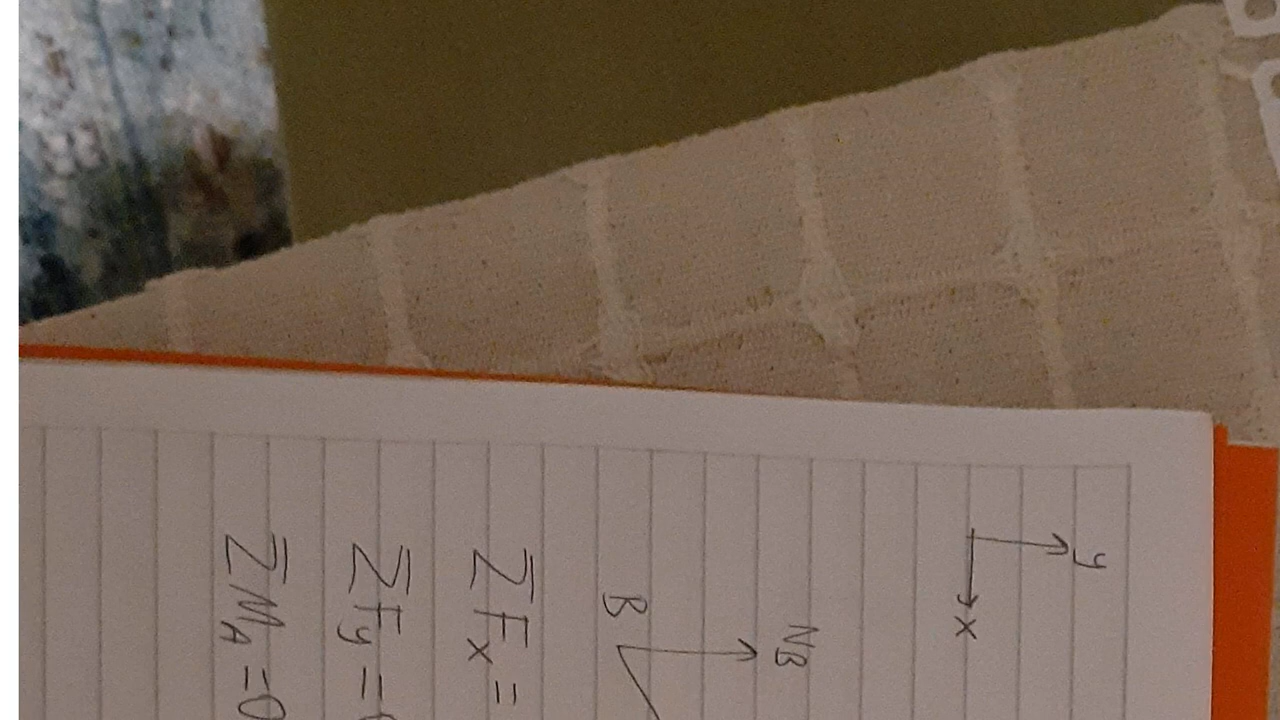 y
x
NB
B
ΣFx =
ΣFy =
ΣMA = 0